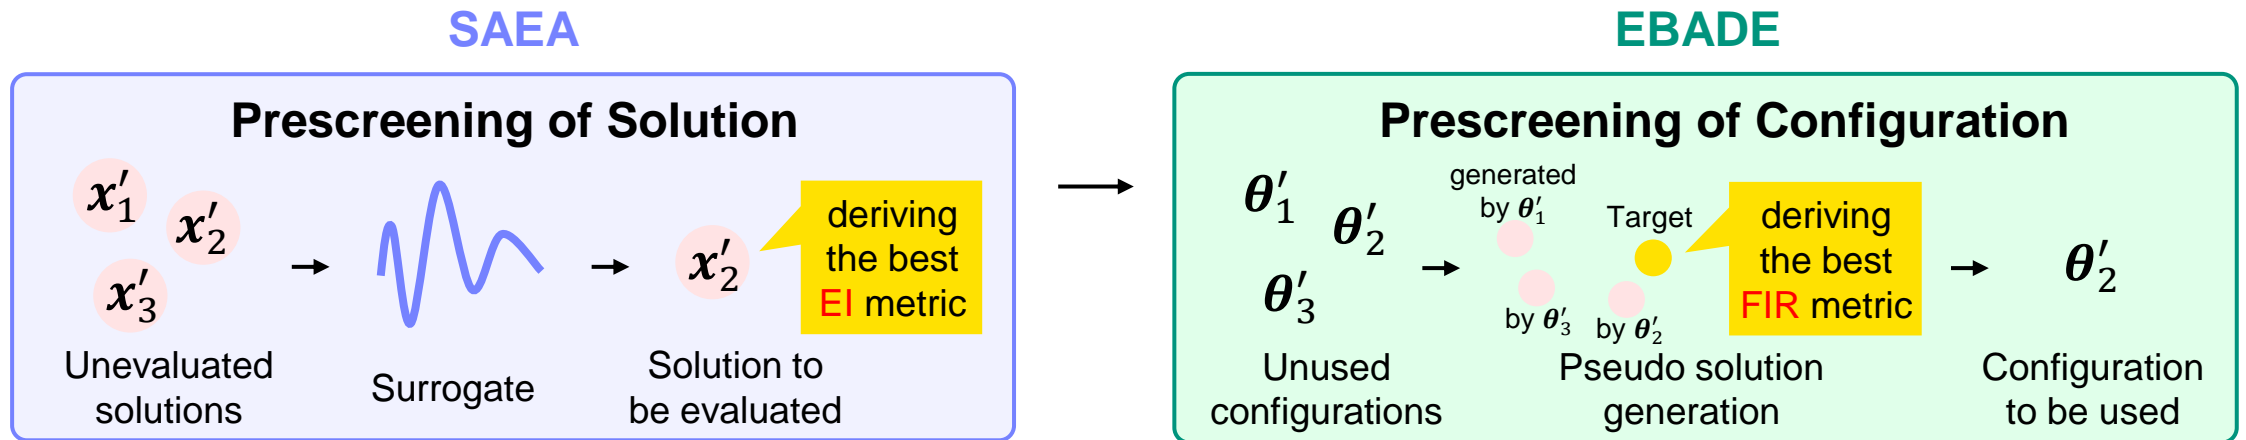 SAEA
Prescreening of Solution
x′₁
x′₂
x′₃
Unevaluated
solutions
Surrogate
x′₂
Solution to
be evaluated
deriving
the best
EI metric
EBADE
Prescreening of Configuration
θ′₁
θ′₂
θ′₃
Unused
configurations
generated
by θ′₁
by θ′₃
by θ′₂
Target
Pseudo solution
generation
deriving
the best
FIR metric
θ′₂
Configuration
to be used